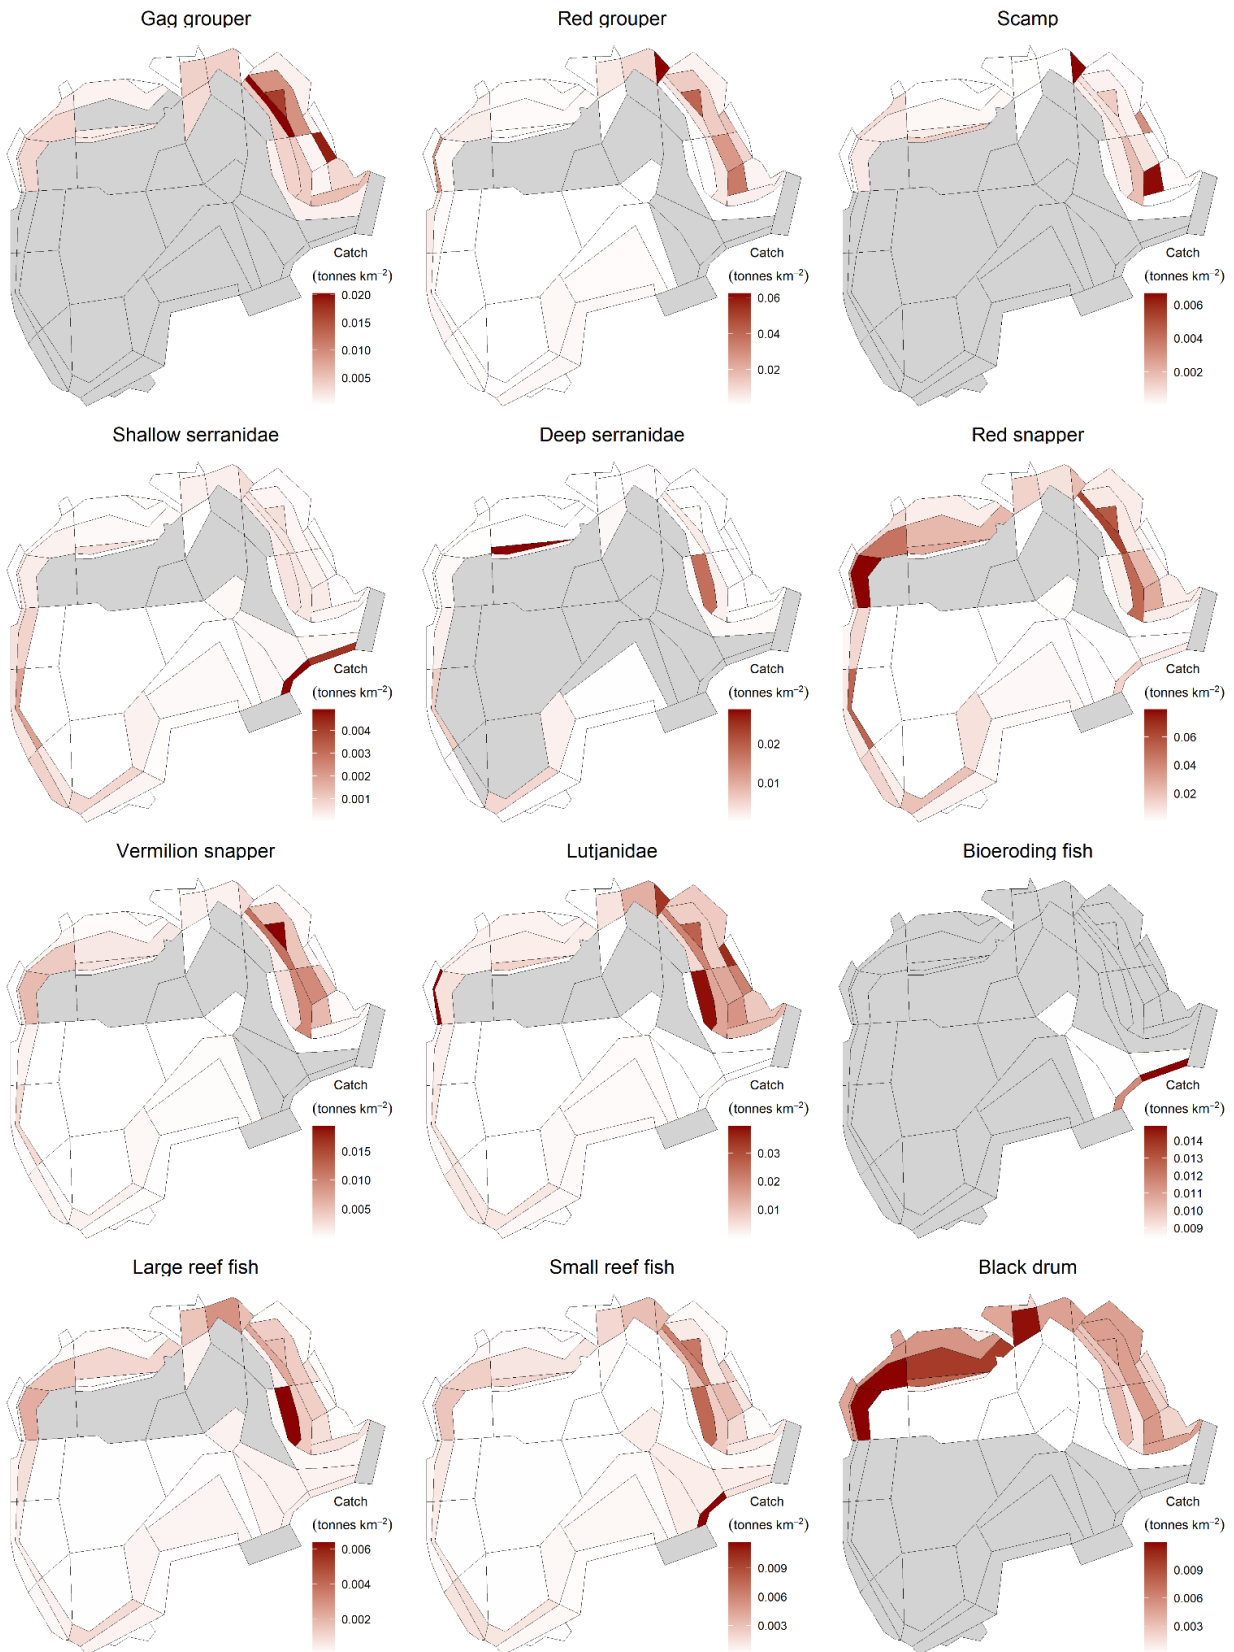 Gag grouper
Red grouper
Scamp
Catch
(tonnes km⁻²)
0.020
0.010
0.005
Catch
(tonnes km⁻²)
0.06
0.04
0.02
Catch
(tonnes km⁻²)
0.006
0.004
0.002
Shallow serranidae
Deep serranidae
Red snapper
Catch
(tonnes km⁻²)
0.004
0.003
0.002
0.001
Catch
(tonnes km⁻²)
0.02
0.01
Catch
(tonnes km⁻²)
0.06
0.04
0.02
Vermilion snapper
Lutjanidae
Bioeroding fish
Catch
(tonnes km⁻²)
0.015
0.010
0.005
Catch
(tonnes km⁻²)
0.03
0.02
0.01
Catch
(tonnes km⁻²)
0.014
0.013
0.012
0.011
0.010
0.009
Large reef fish
Small reef fish
Black drum
Catch
(tonnes km⁻²)
0.006
0.005
0.004
0.003
0.002
Catch
(tonnes km⁻²)
0.009
0.006
0.003
Catch
(tonnes km⁻²)
0.009
0.006
0.003